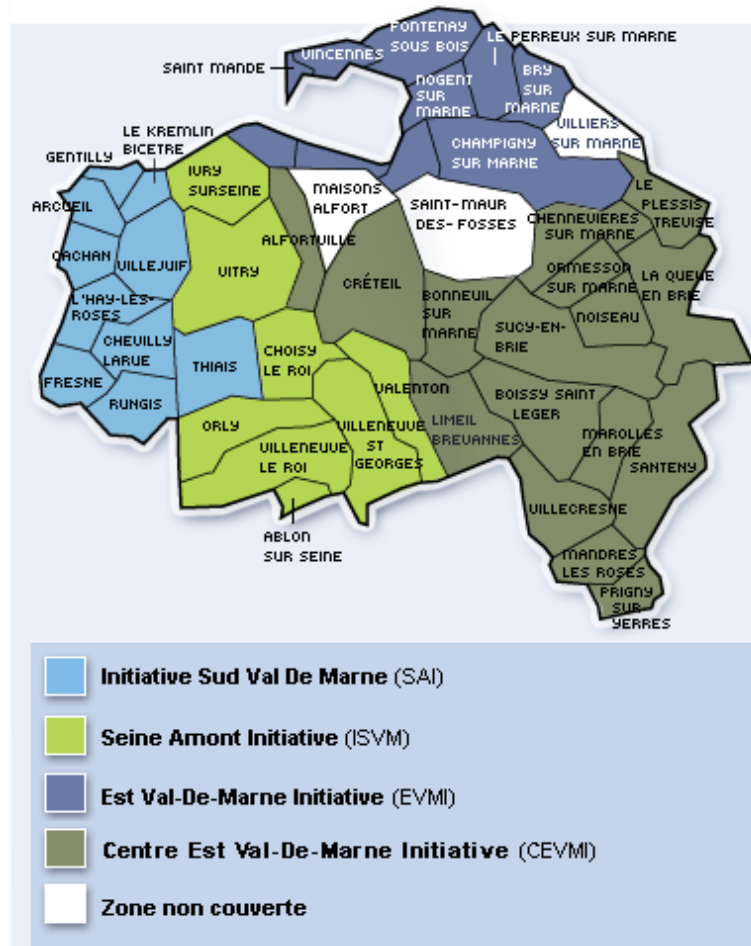 FONTENAY
SOUS BOIS
LE PERREUX SUR MARNE
VINCENNES
SAINT MANDE
NOGENT
SUR
MARNE
BRY
SUR
MARNE
VILLIERS
SUR MARNE
LE KREMLIN
BICETRE
GENTILLY
IVRY
SURSEINE
CHAMPIGNY
SUR MARNE
MAISONS
ALFORT
SAINT-MAUR
DES-FOSSES
LE
PLESSIS
TREVISE
ARCUEIL
CHENNEVIERES
SUR MARNE
CACHAN
VILLEJUIF
VITRY
ALFORTVILLE
ORMESSON
SUR MARNE
LA QUEUE
EN BRIE
CRÉTEIL
BONNEUIL
SUR
MARNE
NOISEAU
L'HAY-LES-
ROSES
SUCY-EN-
BRIE
CHEVILLY
LARUE
THIAIS
CHOISY
LE ROI
FRESNE
RUNGIS
VALENTON
BOISSY SAINT
LEGER
ORLY
VILLENEUVE
ST
GEORGES
LIMEIL
BREVANNES
MAROLLES
EN BRIE
SANTENY
VILLENEUVE
LE ROI
VILLECRESNE
ABLON
SUR SEINE
MANDRES
LES ROSES
PRIGNY
SUR
YERRES
Initiative Sud Val De Marne (SAI)
Seine Amont Initiative (ISVM)
Est Val-De-Marne Initiative (EVMI)
Centre Est Val-De-Marne Initiative (CEVMI)
Zone non couverte